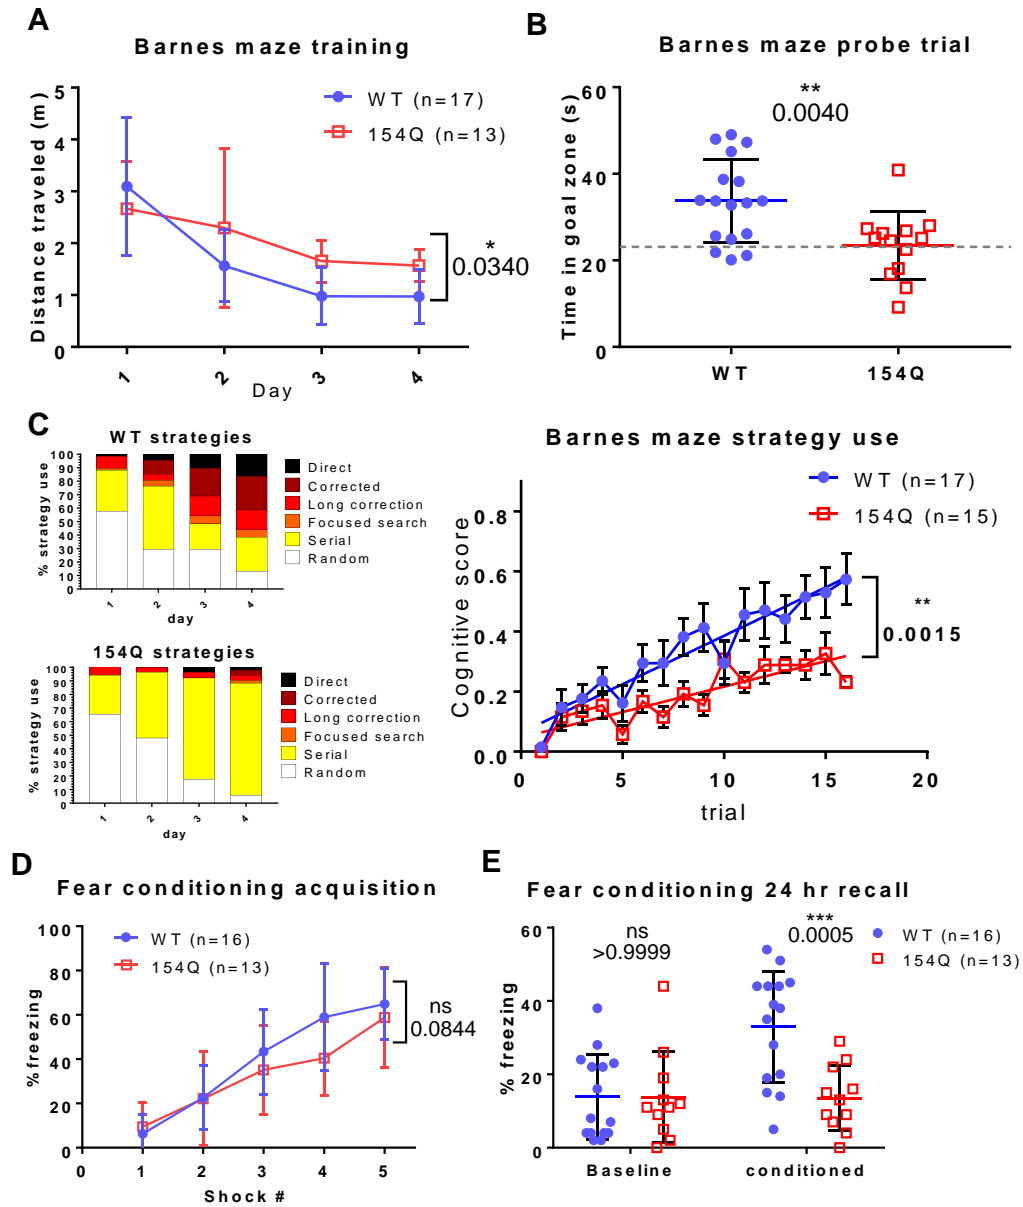 A
Barnes maze training
Distance traveled (m)
5
4
3
2
1
0
WT (n=17)
154Q (n=13)
*
0.0340
1
2
3
4
Day
B
Barnes maze probe trial
Time in goal zone (s)
60
40
20
0
**
0.0040
WT
154Q
C
WT strategies
% strategy use
100
90
80
70
60
50
40
30
20
10
0
1
2
3
4
day
Direct
Corrected
Long correction
Focused search
Serial
Random
154Q strategies
% strategy use
100
90
80
70
60
50
40
30
20
10
0
1
2
3
4
day
Direct
Corrected
Long correction
Focused search
Serial
Random
Barnes maze strategy use
Cognitive score
0.8
0.6
0.4
0.2
0.0
WT (n=17)
154Q (n=15)
**
0.0015
0
5
10
15
20
trial
D
Fear conditioning acquisition
%freezing
100
80
60
40
20
0
WT (n=16)
154Q (n=13)
ns
0.0844
0
1
2
3
4
5
Shock #
E
Fear conditioning 24 hr recall
% freezing
60
40
20
0
ns
>0.9999
***
0.0005
WT (n=16)
154Q (n=13)
Baseline
conditioned